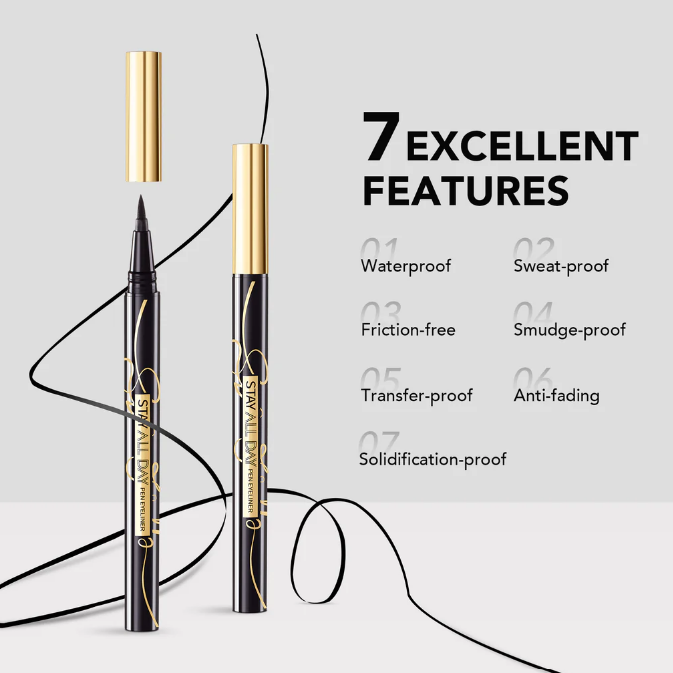 7 EXCELLENT
FEATURES
01
Waterproof
02
Sweat-proof
03
Friction-free
04
Smudge-proof
05
Transfer-proof
06
Anti-fading
07
Solidification-proof
STAY ALL DAY PEN EYELINER
STAY ALL DAY PEN EYELINER